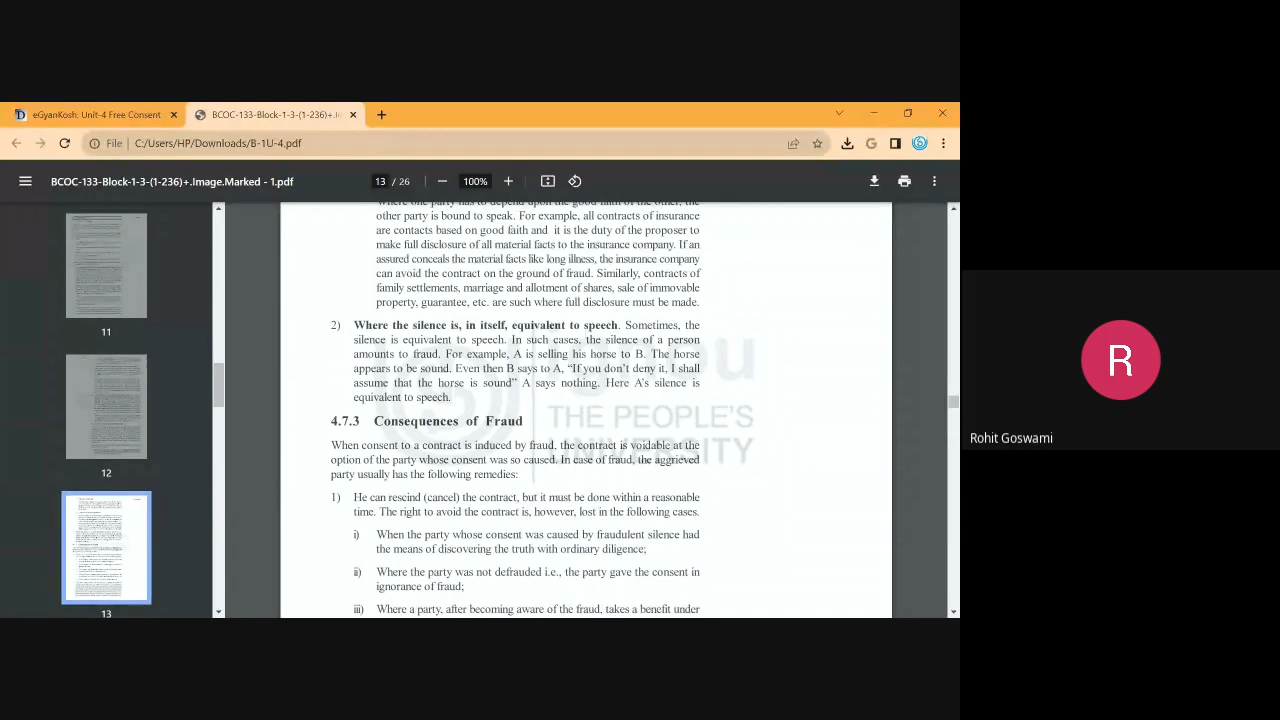 eGyanKosh: Unit-4 Free Consent
BCOC-133-Block-1-3-(1-236)+.I
File
C:/Users/HP/Downloads/B-1U-4.pdf
BCOC-133-Block-1-3-(1-236)+.Image.Marked - 1.pdf
13 / 26
100%
11
12
13
Where one party has to depend upon the good faith of the other, the
other party is bound to speak. For example, all contracts of insurance
are contacts based on good faith and it is the duty of the proposer to
make full disclosure of all material facts to the insurance company. If an
assured conceals the material facts like long illness, the insurance company
can avoid the contract on the ground of fraud. Similarly, contracts of
family settlements, marriage and allotment of shares, sale of immovable
property, guarantee, etc. are such where full disclosure must be made.
2) Where the silence is, in itself, equivalent to speech. Sometimes, the
silence is equivalent to speech. In such cases, the silence of a person
amounts to fraud. For example, A is selling his horse to B. The horse
appears to be sound. Even then B says to A, “If you don’t deny it, I shall
assume that the horse is sound” A says nothing. Here A’s silence is
equivalent to speech.
THE PEOPLE'S
UNIVERSITY
4.7.3 Consequences of Fraud
When consent to a contract is induced by fraud, the contract is voidable at the
option of the party whose consent was so caused. In case of fraud, the aggrieved
party usually has the following remedies:
1) He can rescind (cancel) the contract, but it must be done within a reasonable
time. The right to avoid the contract is, however, lost in the following cases.
i) When the party whose consent was caused by fraudulent silence had
the means of discovering the truth with ordinary diligence;
ii) Where the party was not the party gave the consent in
ignorance of fraud;
iii) Where a party, after becoming aware of the fraud, takes a benefit under
R
Rohit Goswami